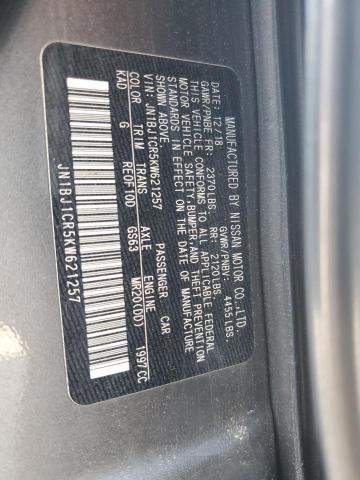 MANUFACTURED BY NISSAN MOTOR CO.,LTD.
DATE: 12/18 GVWR/PNBV: 4455 LBS
GAWR/PNBE FR: 2370 LBS RR: 2120 LBS
THIS VEHICLE CONFORMS TO ALL APPLICABLE FEDERAL
MOTOR VEHICLE SAFETY,BUMPER,AND THEFT PREVENTION
STANDARDS IN EFFECT ON THE DATE OF MANUFACTURE
SHOWN ABOVE.
VIN: JN1BJ1CR5KW621257 PASSENGER CAR
COLOR TRIM TRANS AXLE ENGINE
KAD G RE0F10D GS63 MR20(DD) 1997CC
JN1BJ1CR5KW621257